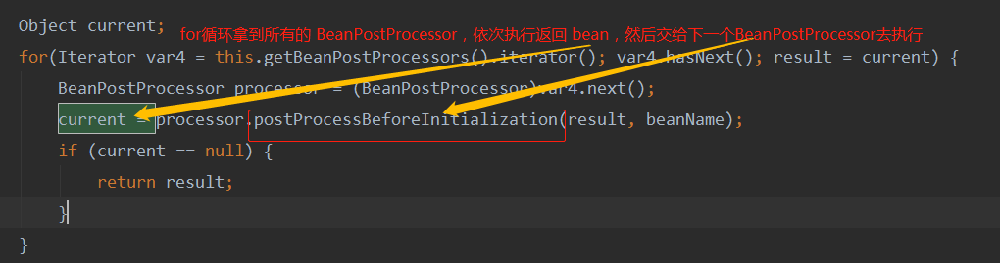 Object current;
for循环拿到所有的 BeanPostProcessor，依次执行返回 bean，然后交给下一个BeanPostProcessor去执行
for(Iterator var4 = this.getBeanPostProcessors().iterator(); var4.hasNext(); result = current) {
BeanPostProcessor processor = (BeanPostProcessor)var4.next();
current = processor.postProcessBeforeInitialization(result, beanName);
if (current == null) {
return result;
}
}